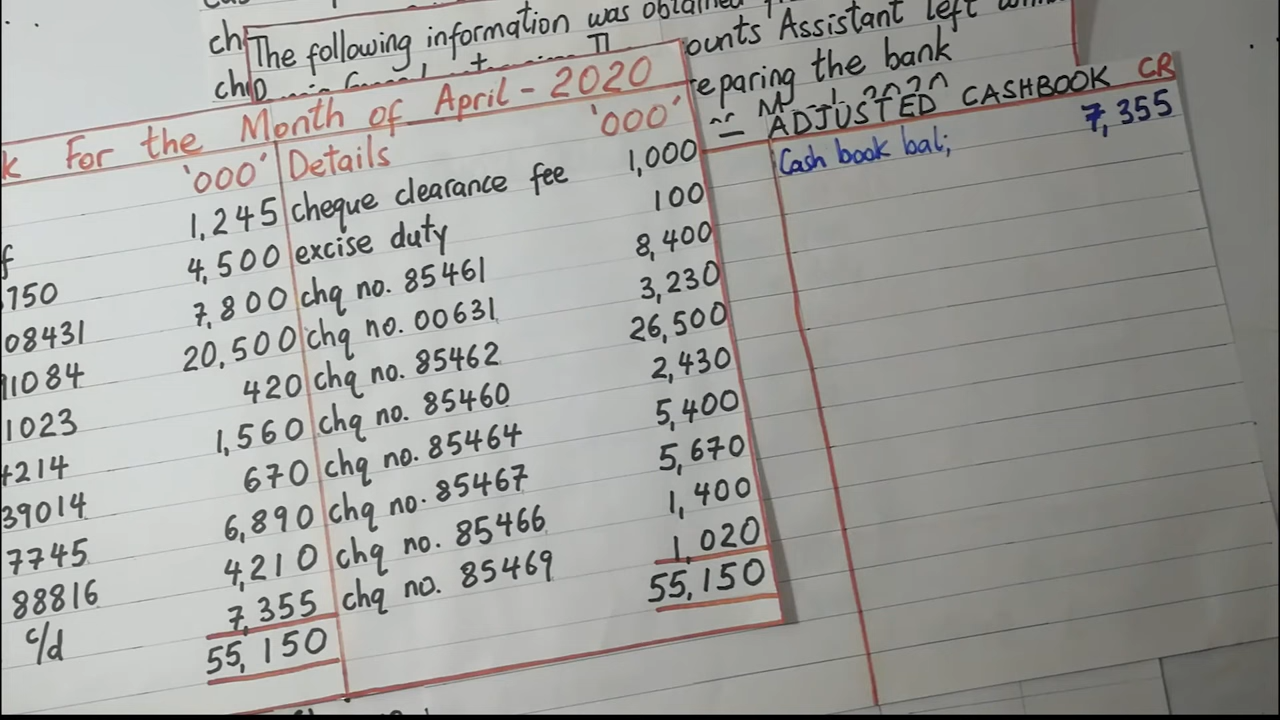 ch The following information was obtained
ch ounts Assistant left
reparing the bank
k For the Month of April - 2020
ADJUSTED CASHBOOK CR
'000' Details '000'
Cash book bal; 7,355
f 1,245 cheque clearance fee 1,000
750 4,500 excise duty 100
08431 7,800 chq no. 85461 8,400
11084 20,500 chq no. 00631 3,230
1023 420 chq no. 85462 26,500
4214 1,560 chq no. 85460 2,430
39014 670 chq no. 85464 5,400
7745 6,890 chq no. 85467 5,670
88816 4,210 chq no. 85466 1,400
c/d 7,355 chq no. 85469 1,020
55,150 55,150